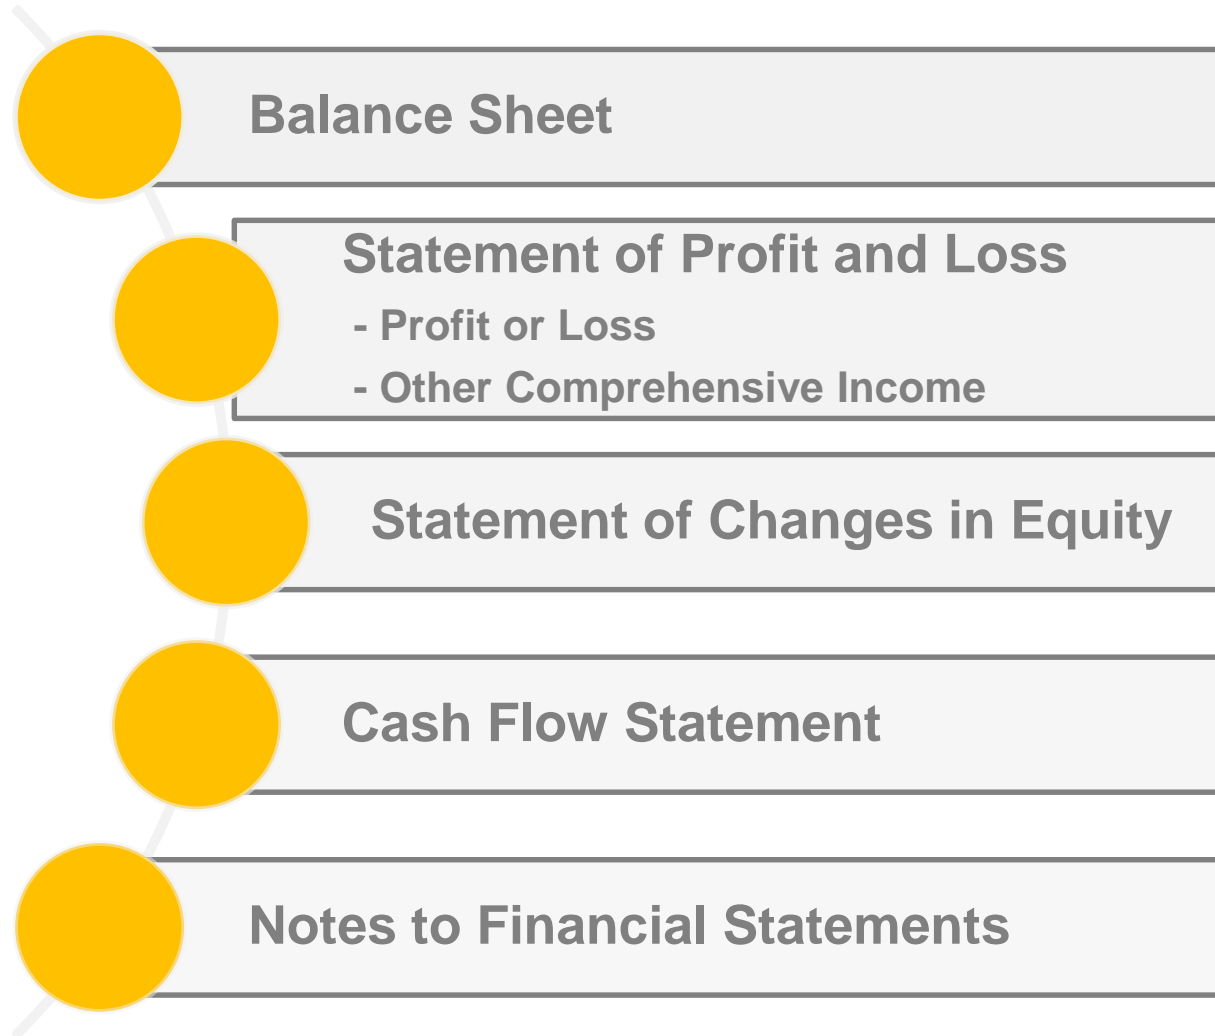 Balance Sheet
Statement of Profit and Loss
- Profit or Loss
- Other Comprehensive Income
Statement of Changes in Equity
Cash Flow Statement
Notes to Financial Statements